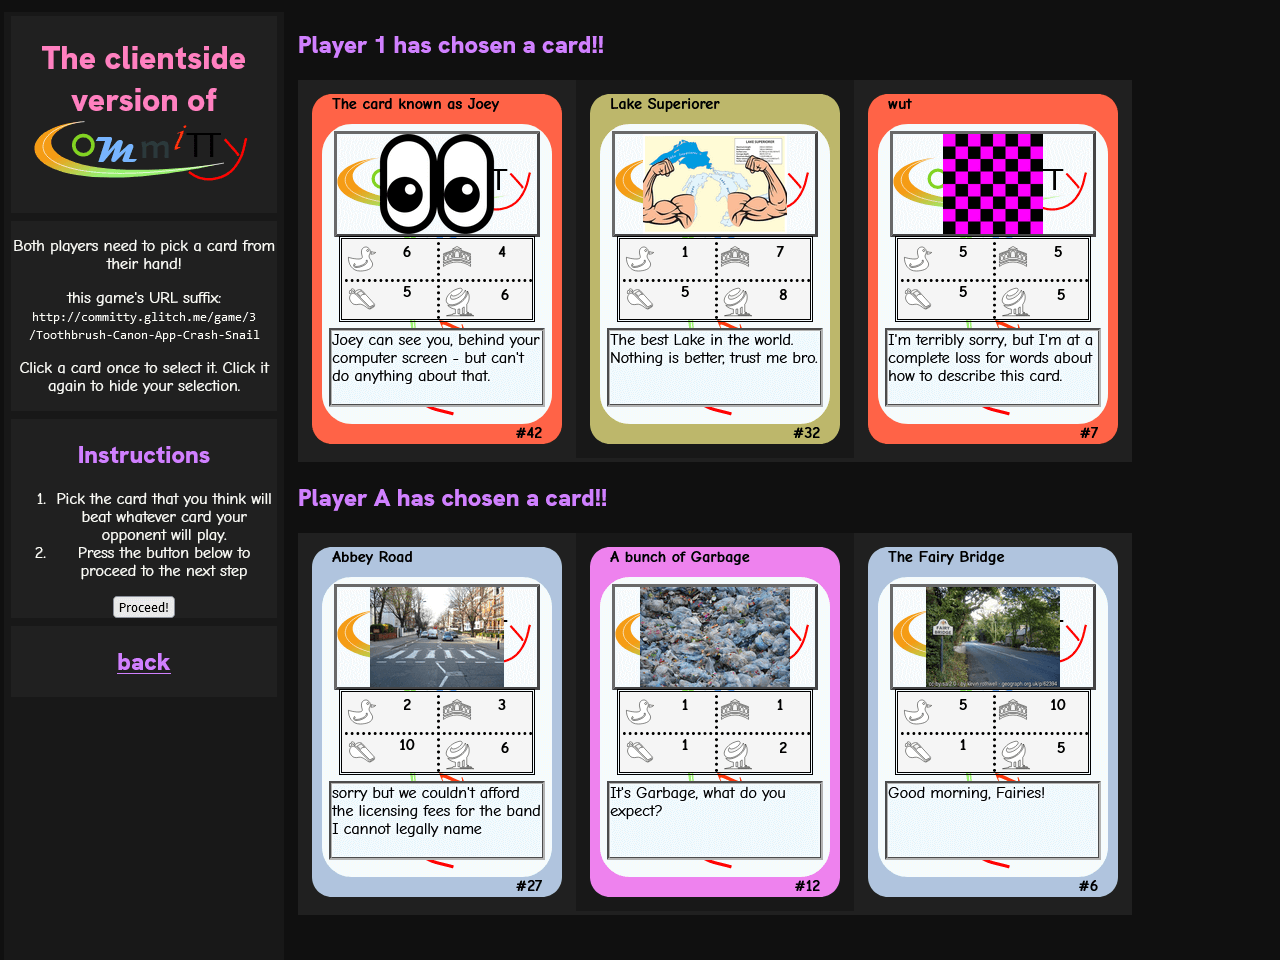 The clientside
version of
Committy
Both players need to pick a card from
their hand!
this game's URL suffix:
http://committy.glitch.me/game/3
/Toothbrush-Canon-App-Crash-Snail
Click a card once to select it. Click it
again to hide your selection.
Instructions
1. Pick the card that you think will
beat whatever card your
opponent will play.
2. Press the button below to
proceed to the next step
Proceed!
back
Player 1 has chosen a card!!
The card known as Joey
6 4
5 6
Joey can see you, behind your
computer screen - but can't
do anything about that.
#42
Lake Superiorer
LAKE SUPERIORER
1 7
5 8
The best Lake in the world.
Nothing is better, trust me bro.
#32
wut
5 5
5 5
I'm terribly sorry, but I'm at a
complete loss for words about
how to describe this card.
#7
Player A has chosen a card!!
Abbey Road
2 3
10 6
sorry but we couldn't afford
the licensing fees for the band
I cannot legally name
#27
A bunch of Garbage
1 1
1 2
It's Garbage, what do you
expect?
#12
The Fairy Bridge
FAIRY
BRIDGE
5 10
1 5
Good morning, Fairies!
#6